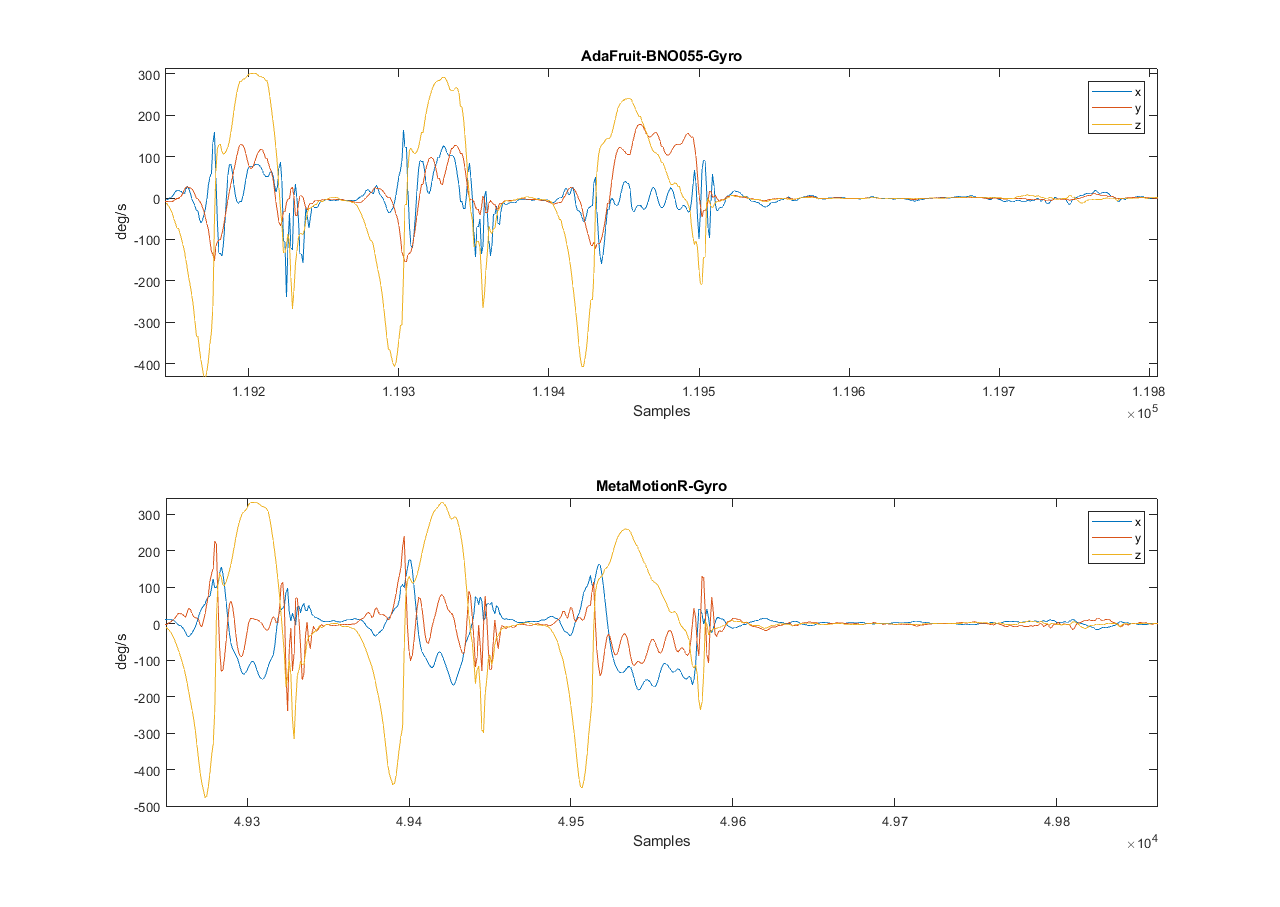 AdaFruit-BNO055-Gyro
300
200
100
0
-100
-200
-300
-400
deg/s
x
y
z
1.192 1.193 1.194 1.195 1.196 1.197 1.198
Samples
×10^5
MetaMotionR-Gyro
300
200
100
0
-100
-200
-300
-400
-500
deg/s
x
y
z
4.93 4.94 4.95 4.96 4.97 4.98
Samples
×10^4